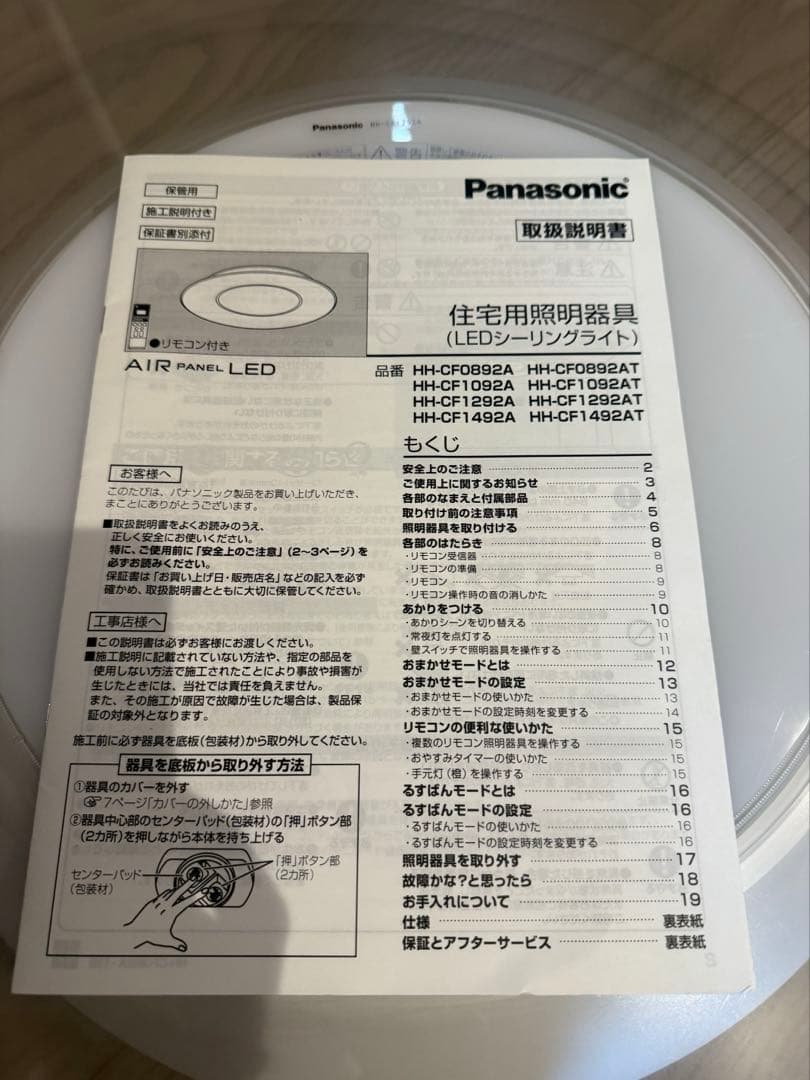 Panasonic
保管用
施工説明付き
保証書別添付
Panasonic
取扱説明書
●リモコン付き
AIR PANEL LED
住宅用照明器具
(LEDシーリングライト)
品番 HH-CF0892A HH-CF0892AT
HH-CF1092A HH-CF1092AT
HH-CF1292A HH-CF1292AT
HH-CF1492A HH-CF1492AT
お客様へ
このたびは、パナソニック製品をお買い上げいただき、
まことにありがとうございます。
■取扱説明書をよくお読みのうえ、
正しく安全にお使いください。
特に、ご使用前に「安全上のご注意」(2~3ページ)を
必ずお読みください。
保証書は「お買い上げ日・販売店名」などの記入を必ず
確かめ、取扱説明書とともに大切に保管してください。
工事店様へ
■この説明書は必ずお客様にお渡しください。
■施工説明に記載されていない方法や、指定の部品を
使用しない方法で施工されたことにより事故や損害が
生じたときには、当社では責任を負えません。
また、その施工が原因で故障が生じた場合は、製品保
証の対象外となります。
施工前に必ず器具を底板(包装材)から取り外してください。
器具を底板から取り外す方法
①器具のカバーを外す
☞7ページ「カバーの外しかた」参照
②器具中心部のセンターパッド(包装材)の「押」ボタン部
(2カ所)を押しながら本体を持ち上げる
センターパッド
(包装材)
「押」ボタン部
(2カ所)
もくじ
安全上のご注意 2
ご使用上に関するお知らせ 3
各部のなまえと付属部品 4
取り付け前の注意事項 5
照明器具を取り付ける 6
各部のはたらき 8
・リモコン受信器 8
・リモコンの準備 8
・リモコン 9
・リモコン操作時の音の消しかた 9
あかりをつける 10
・あかりシーンを切り替える 10
・常夜灯を点灯する 11
・壁スイッチで照明器具を操作する 11
おまかせモードとは 12
おまかせモードの設定 13
・おまかせモードの使いかた 13
・おまかせモードの設定時刻を変更する 14
リモコンの便利な使いかた 15
・複数のリモコン照明器具を操作する 15
・おやすみタイマーの使いかた 15
・手元灯(橙)を操作する 15
るすばんモードとは 16
るすばんモードの設定 16
・るすばんモードの使いかた 16
・るすばんモードの設定時刻を変更する 16
照明器具を取り外す 17
故障かな?と思ったら 18
お手入れについて 19
仕様 裏表紙
保証とアフターサービス 裏表紙